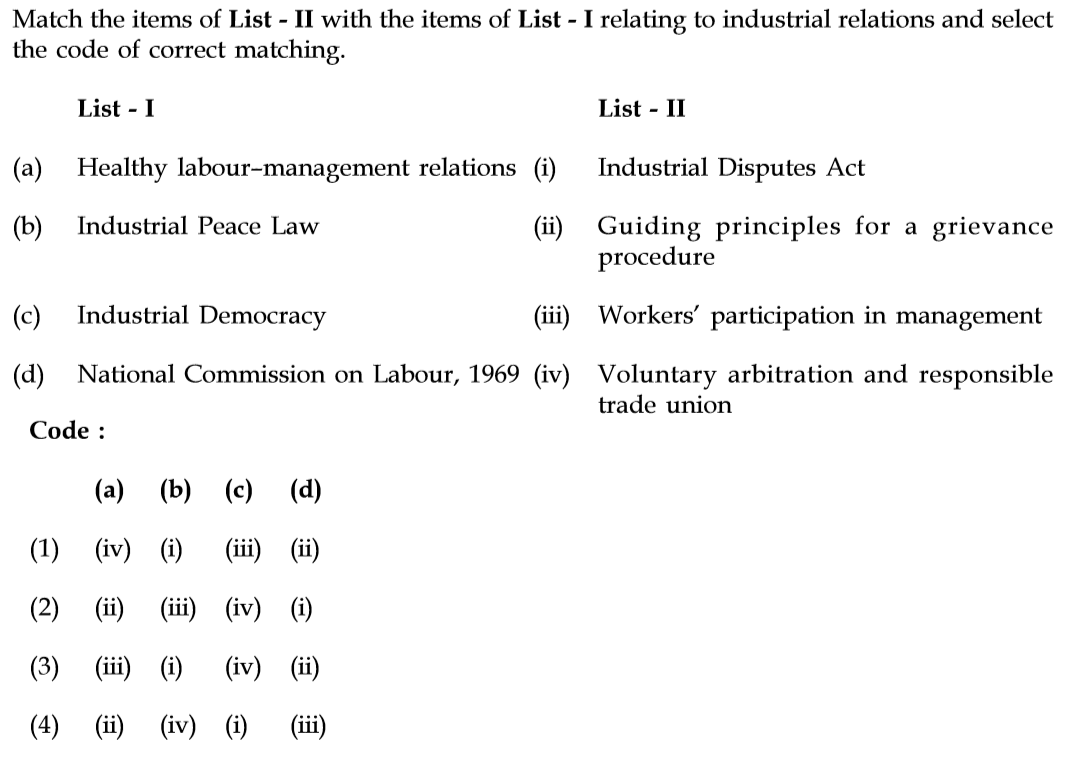 Match the items of List - II with the items of List - I relating to industrial relations and select
the code of correct matching.
List - I List - II
(a) Healthy labour-management relations (i) Industrial Disputes Act
(b) Industrial Peace Law (ii) Guiding principles for a grievance
procedure
(c) Industrial Democracy (iii) Workers' participation in management
(d) National Commission on Labour, 1969 (iv) Voluntary arbitration and responsible
trade union
Code :
(a) (b) (c) (d)
(1) (iv) (i) (iii) (ii)
(2) (ii) (iii) (iv) (i)
(3) (iii) (i) (iv) (ii)
(4) (ii) (iv) (i) (iii)